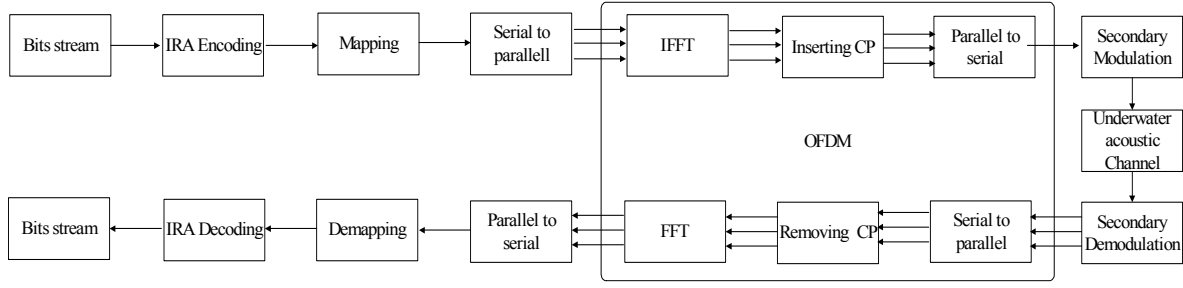 Bits stream
IRA Encoding
Mapping
Serial to
parallell
IFFT
Inserting CP
Parallel to
serial
Secondary
Modulation
Underwater
acoustic
Channel
OFDM
Bits stream
IRA Decoding
Demapping
Parallel to
serial
FFT
Removing CP
Serial to
parallel
Secondary
Demodulation